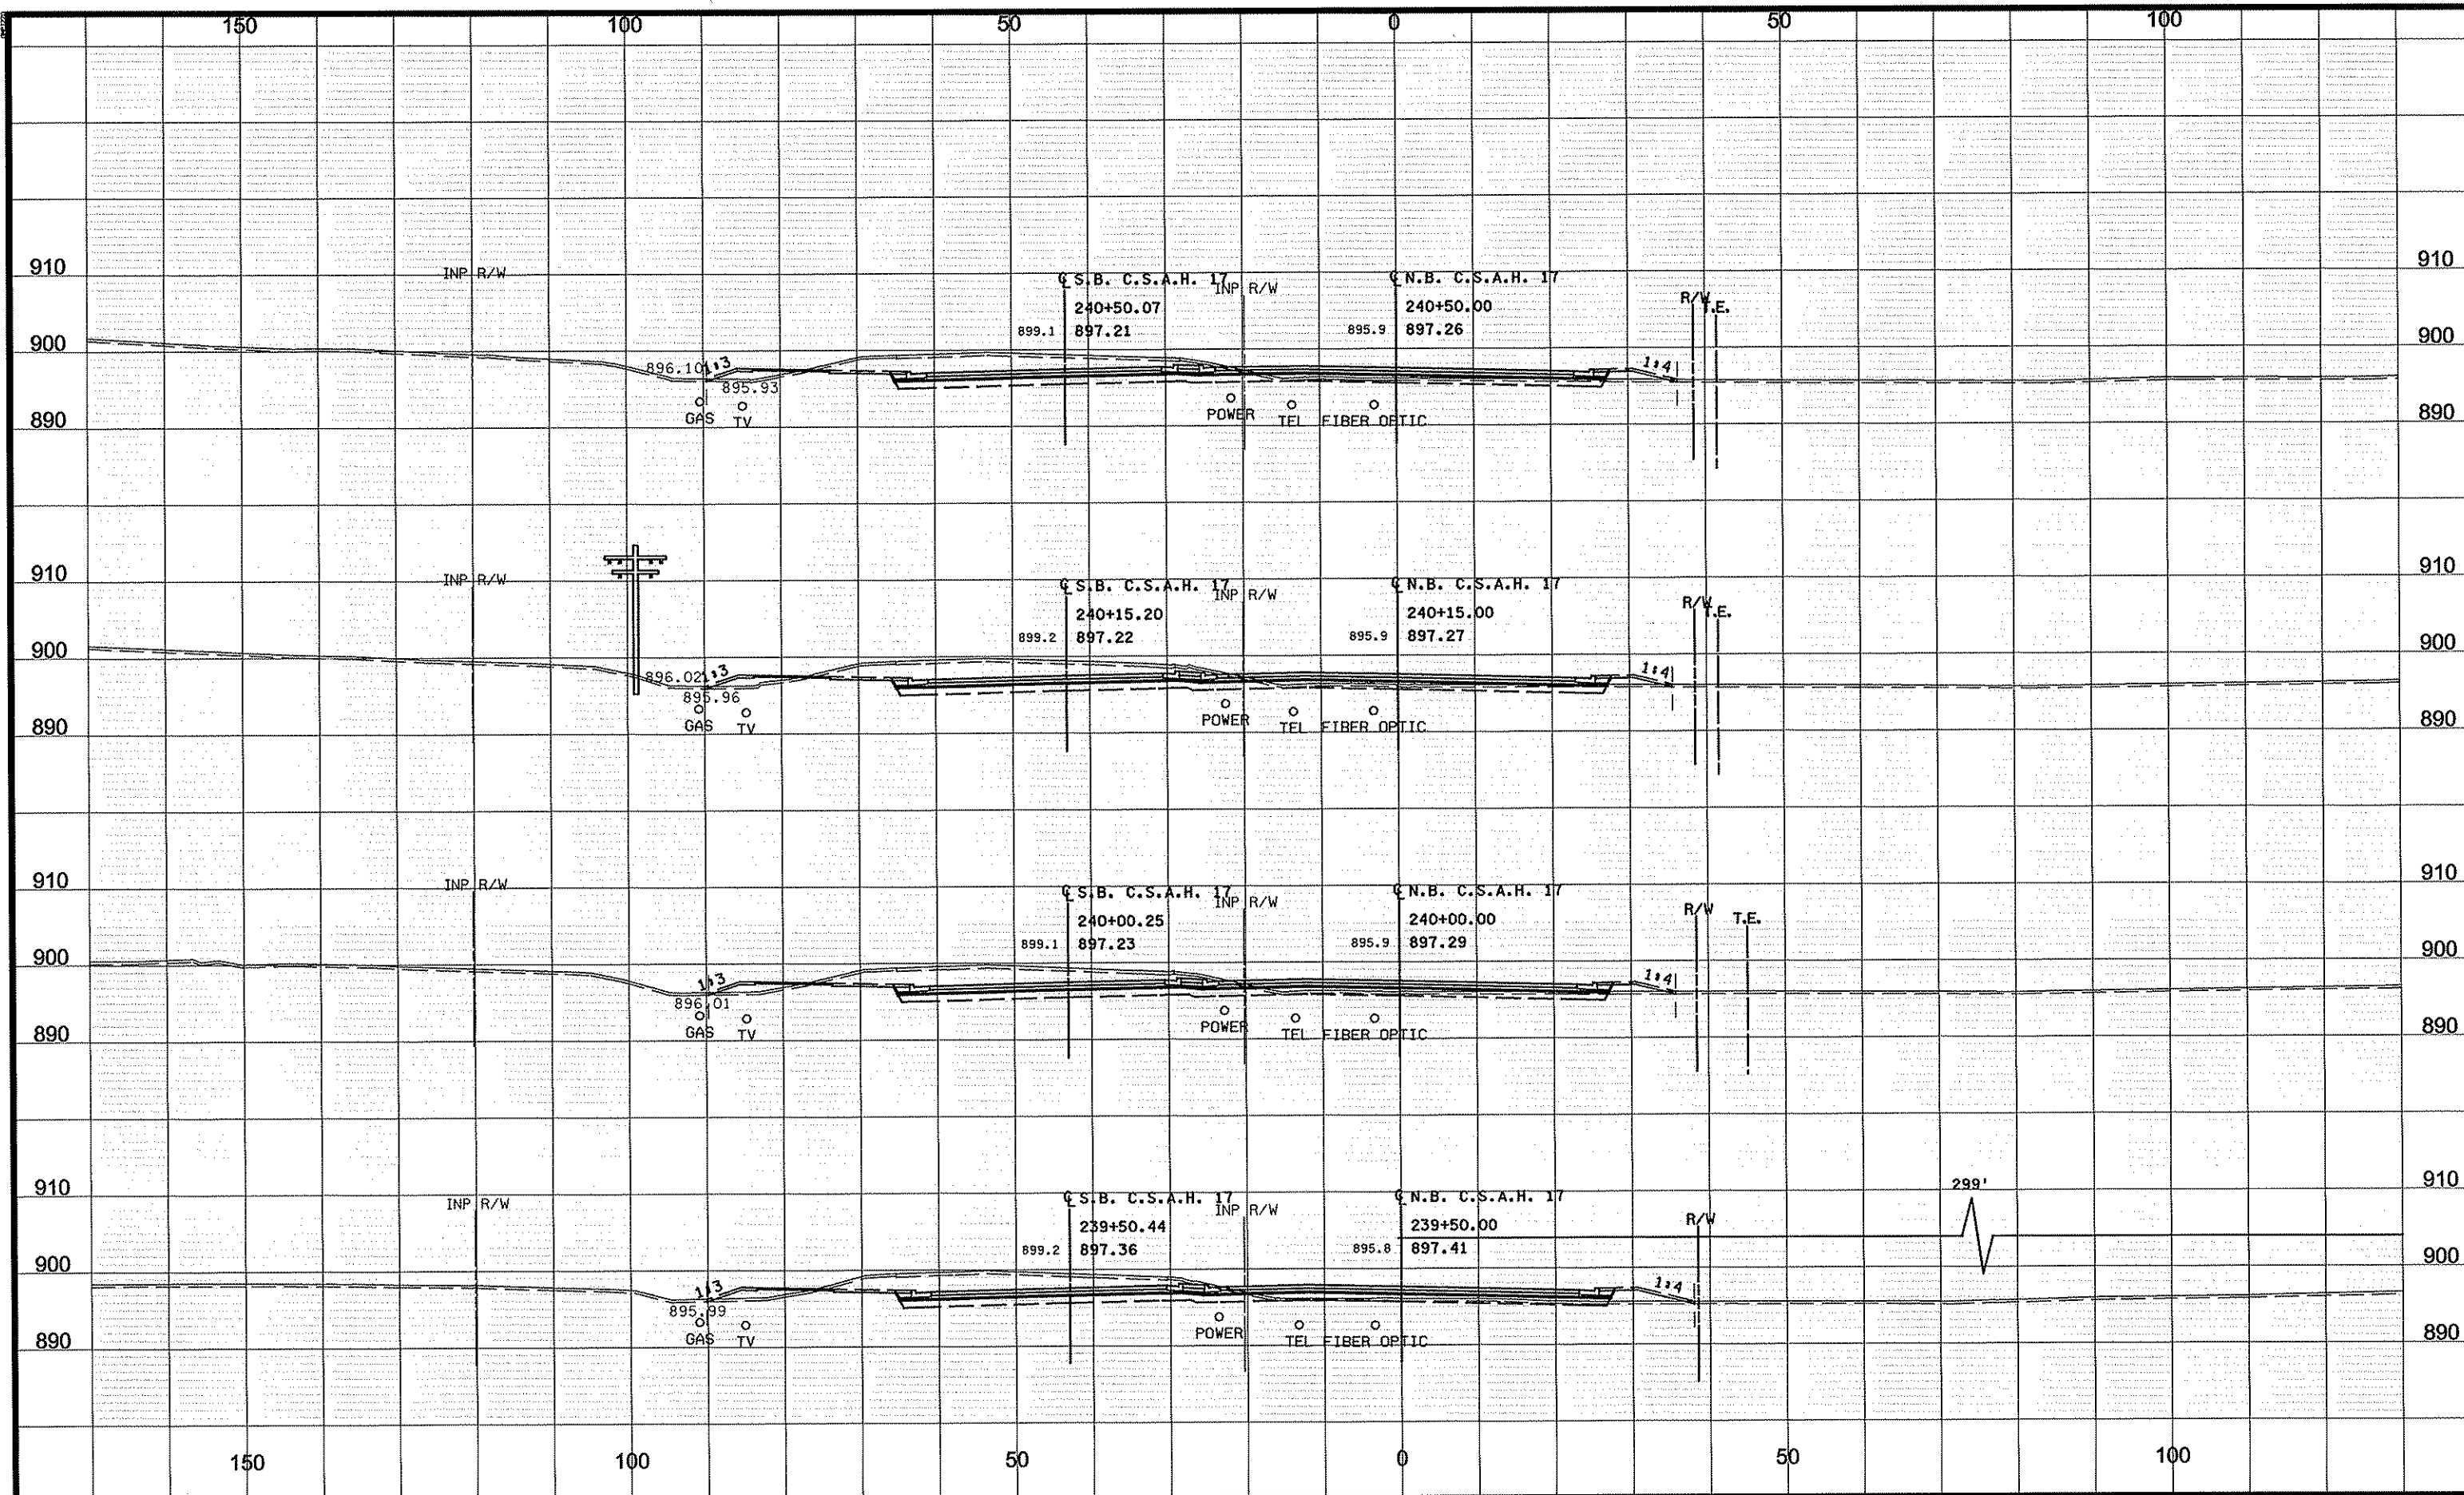 150 100 50 0 50 100
910 INP R/W ℄ S.B. C.S.A.H. 17 INP R/W ℄ N.B. C.S.A.H. 17 R/W T.E. 910
240+50.07 240+50.00
899.1 897.21 895.9 897.26
900 896.10 1:3 1:4 900
895.93
GAS TV POWER TEL FIBER OPTIC
890 890
910 INP R/W ℄ S.B. C.S.A.H. 17 INP R/W ℄ N.B. C.S.A.H. 17 R/W T.E. 910
240+15.20 240+15.00
899.2 897.22 895.9 897.27
900 896.02 1:3 1:4 900
895.96
GAS TV POWER TEL FIBER OPTIC
890 890
910 INP R/W ℄ S.B. C.S.A.H. 17 INP R/W ℄ N.B. C.S.A.H. 17 R/W T.E. 910
240+00.25 240+00.00
899.1 897.23 895.9 897.29
900 1:3 1:4 900
896.01
GAS TV POWER TEL FIBER OPTIC
890 890
299'
910 INP R/W ℄ S.B. C.S.A.H. 17 INP R/W ℄ N.B. C.S.A.H. 17 R/W 910
239+50.44 239+50.00
899.2 897.36 895.8 897.41
900 1:3 1:4 900
895.99
GAS TV POWER TEL FIBER OPTIC
890 890
150 100 50 0 50 100